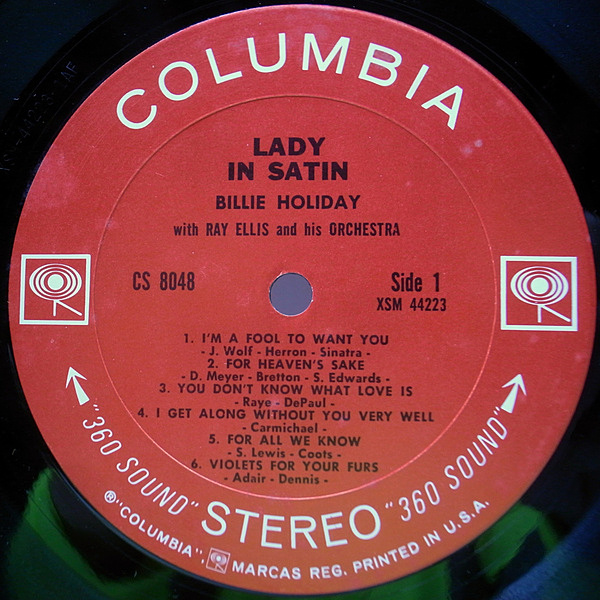 COLUMBIA
LADY
IN SATIN
BILLIE HOLIDAY
with RAY ELLIS and his ORCHESTRA
CS 8048
Side 1
XSM 44223
1. I'M A FOOL TO WANT YOU
- J. Wolf - Herron - Sinatra -
2. FOR HEAVEN'S SAKE
- D. Meyer - Bretton - S. Edwards -
3. YOU DON'T KNOW WHAT LOVE IS
- Raye - DePaul -
4. I GET ALONG WITHOUT YOU VERY WELL
- Carmichael -
5. FOR ALL WE KNOW
- S. Lewis - Coots -
6. VIOLETS FOR YOUR FURS
- Adair - Dennis -
"360 SOUND" STEREO "360 SOUND"
® "COLUMBIA", MARCAS REG. PRINTED IN U.S.A.